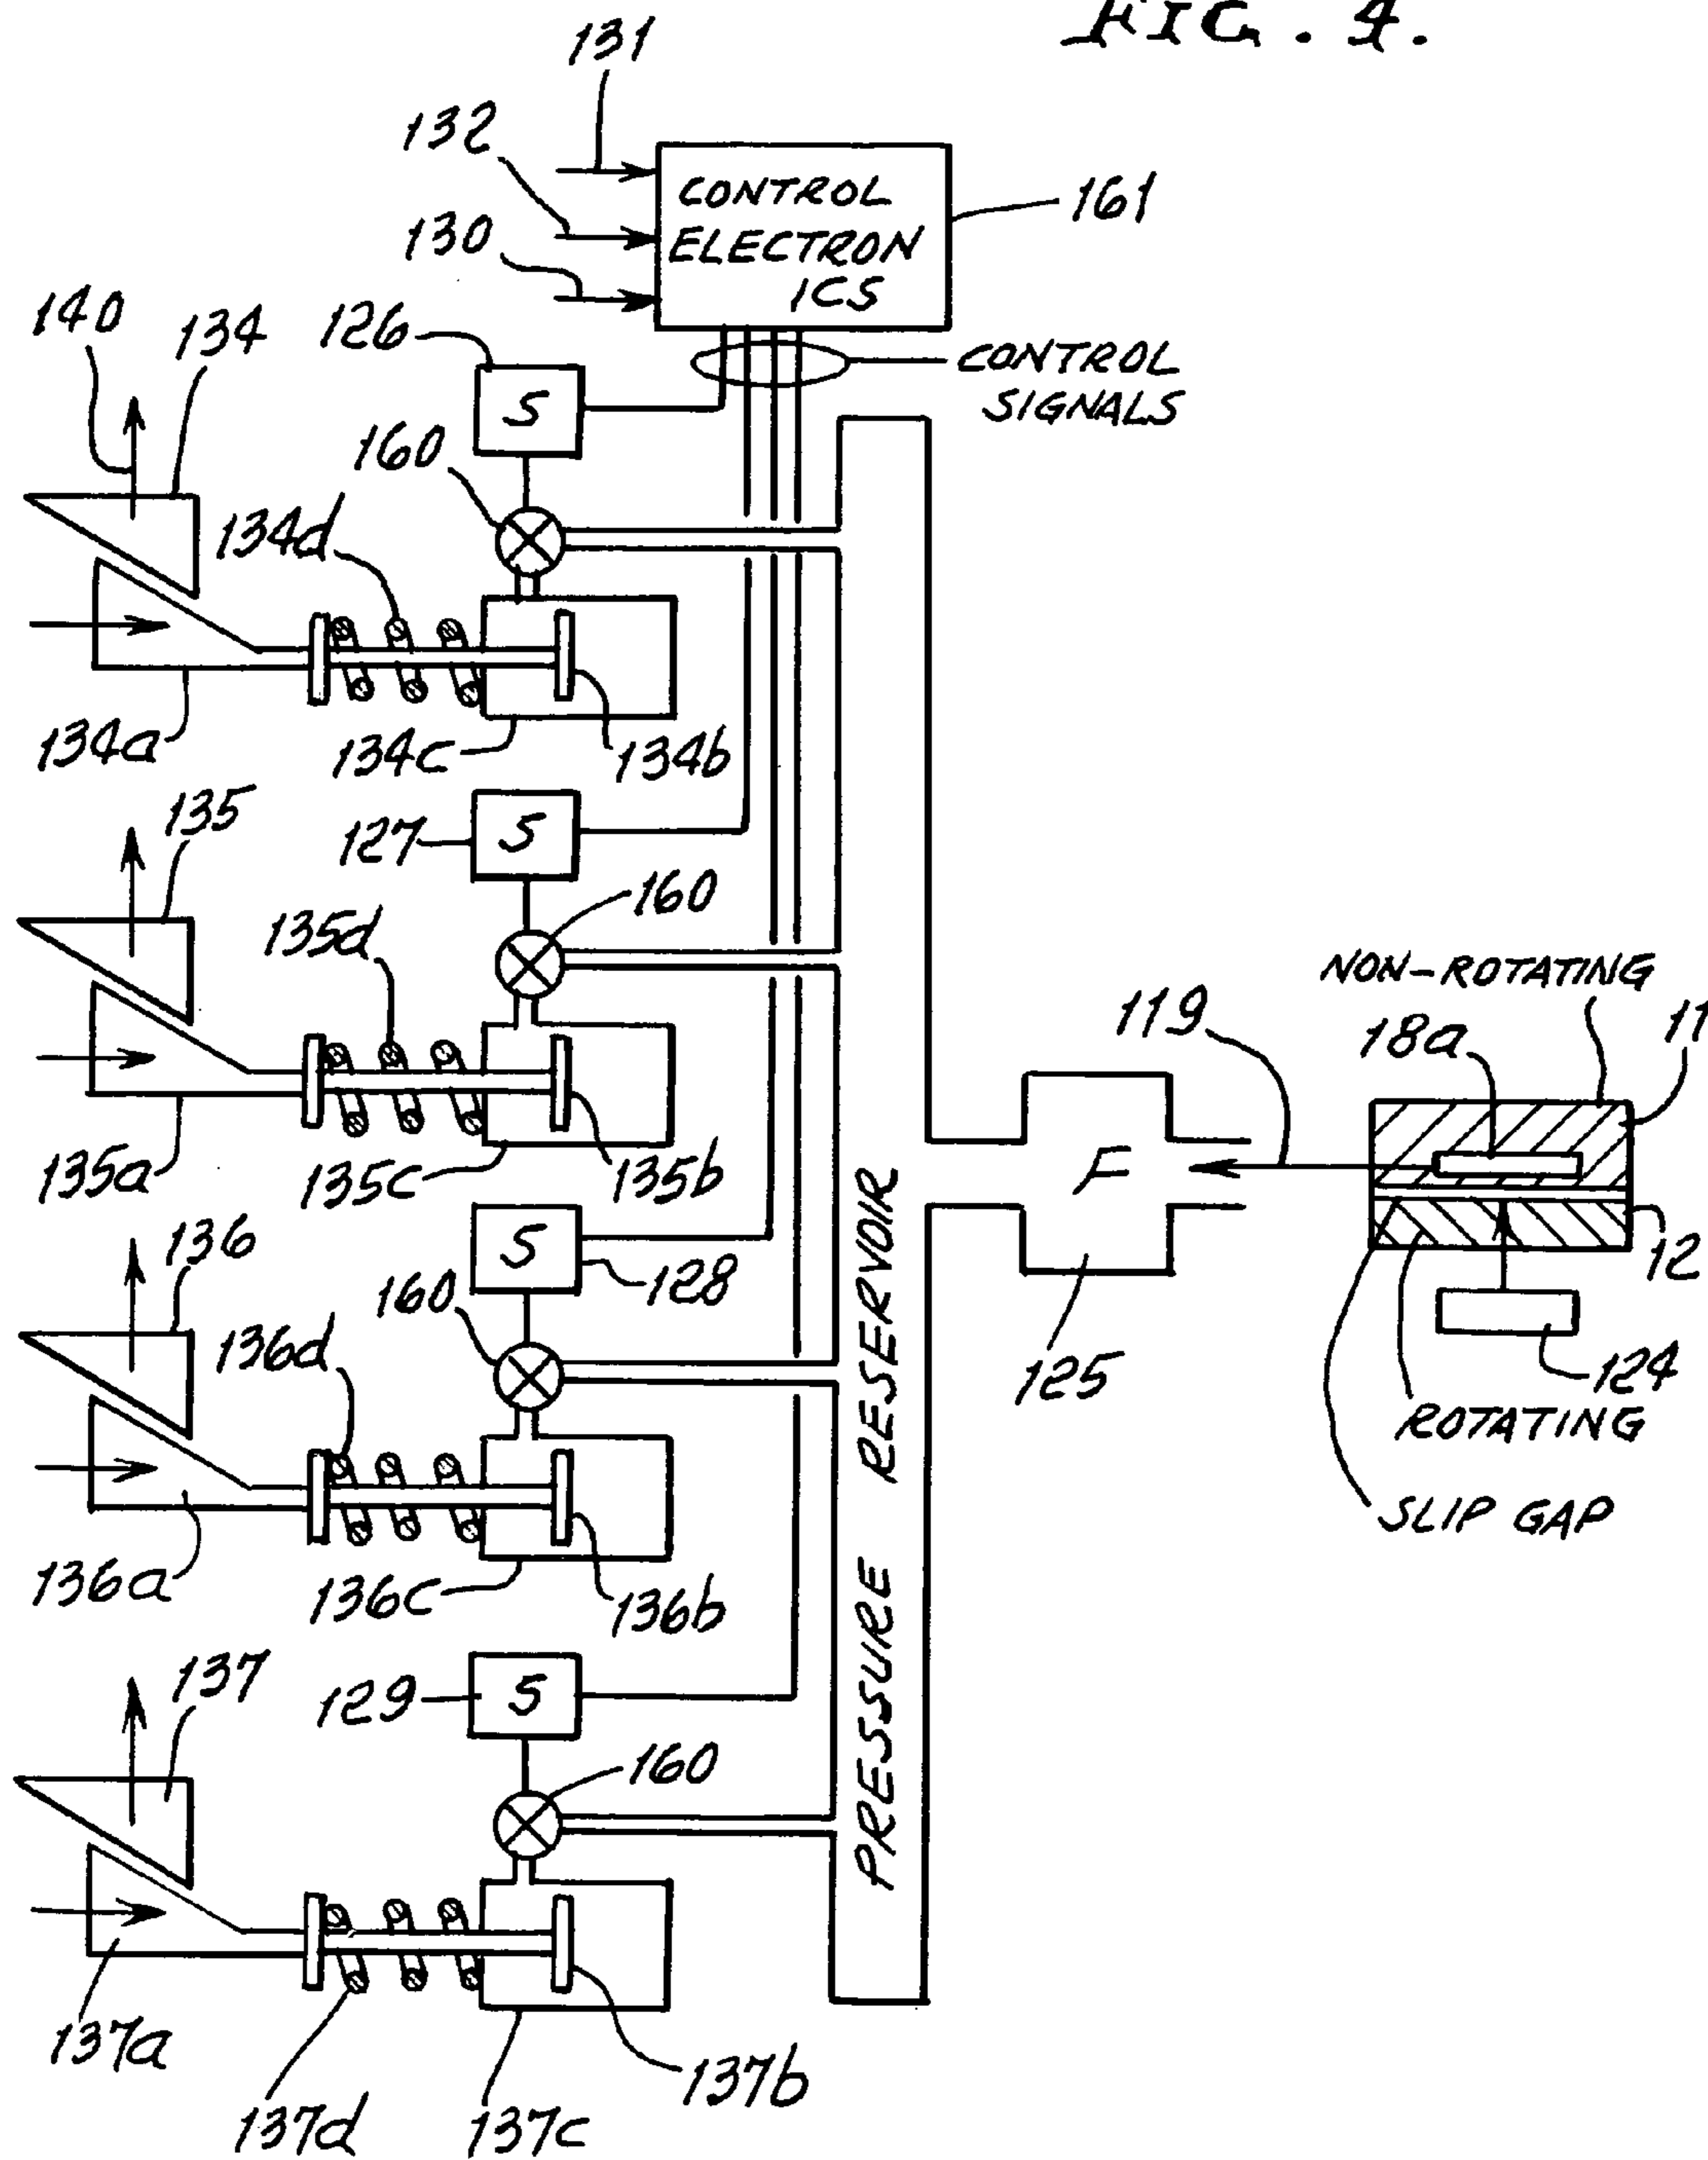 FIG. 4.
131
132
130
CONTROL
ELECTRON
ICS
161
140
134
126
S
CONTROL
SIGNALS
160
134d
134a
134c
134b
135
127
S
160
135d
135a
135c
135b
NON-ROTATING
119
18a
11
F
12
136
S
128
160
136d
125
124
ROTATING
SLIP GAP
136a
136c
136b
PRESSURE RESERVOIR
137
129
S
160
137a
137b
137d
137c